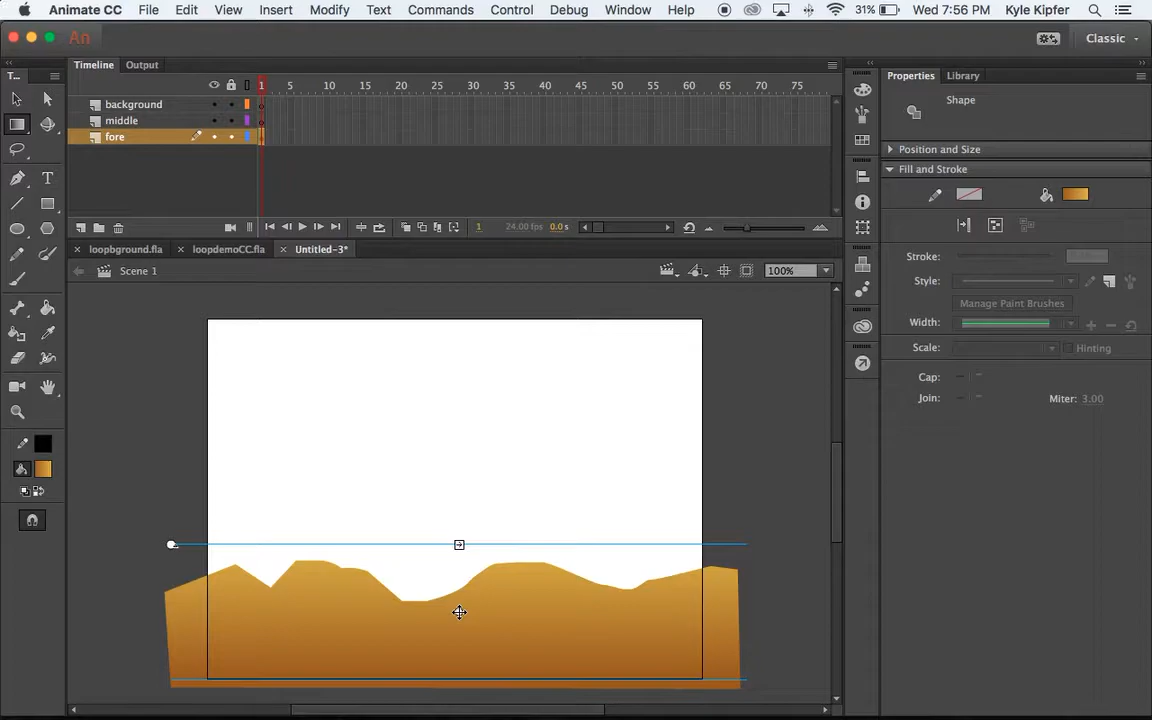 Animate CC File Edit View Insert Modify Text Commands Control Debug Window Help 31% Wed 7:56 PM Kyle Kipfer
An Classic
T... Timeline Output Properties Library
1 5 10 15 20 25 30 35 40 45 50 55 60 65 70 75
Shape
background
middle
fore
Position and Size
Fill and Stroke
1 24.00 fps 0.0 s
loopbground.fla loopdemoCC.fla Untitled-3*
Stroke:
Scene 1 100%
Style:
Manage Paint Brushes
Width:
Scale: Hinting
Cap:
Join: Miter: 3.00